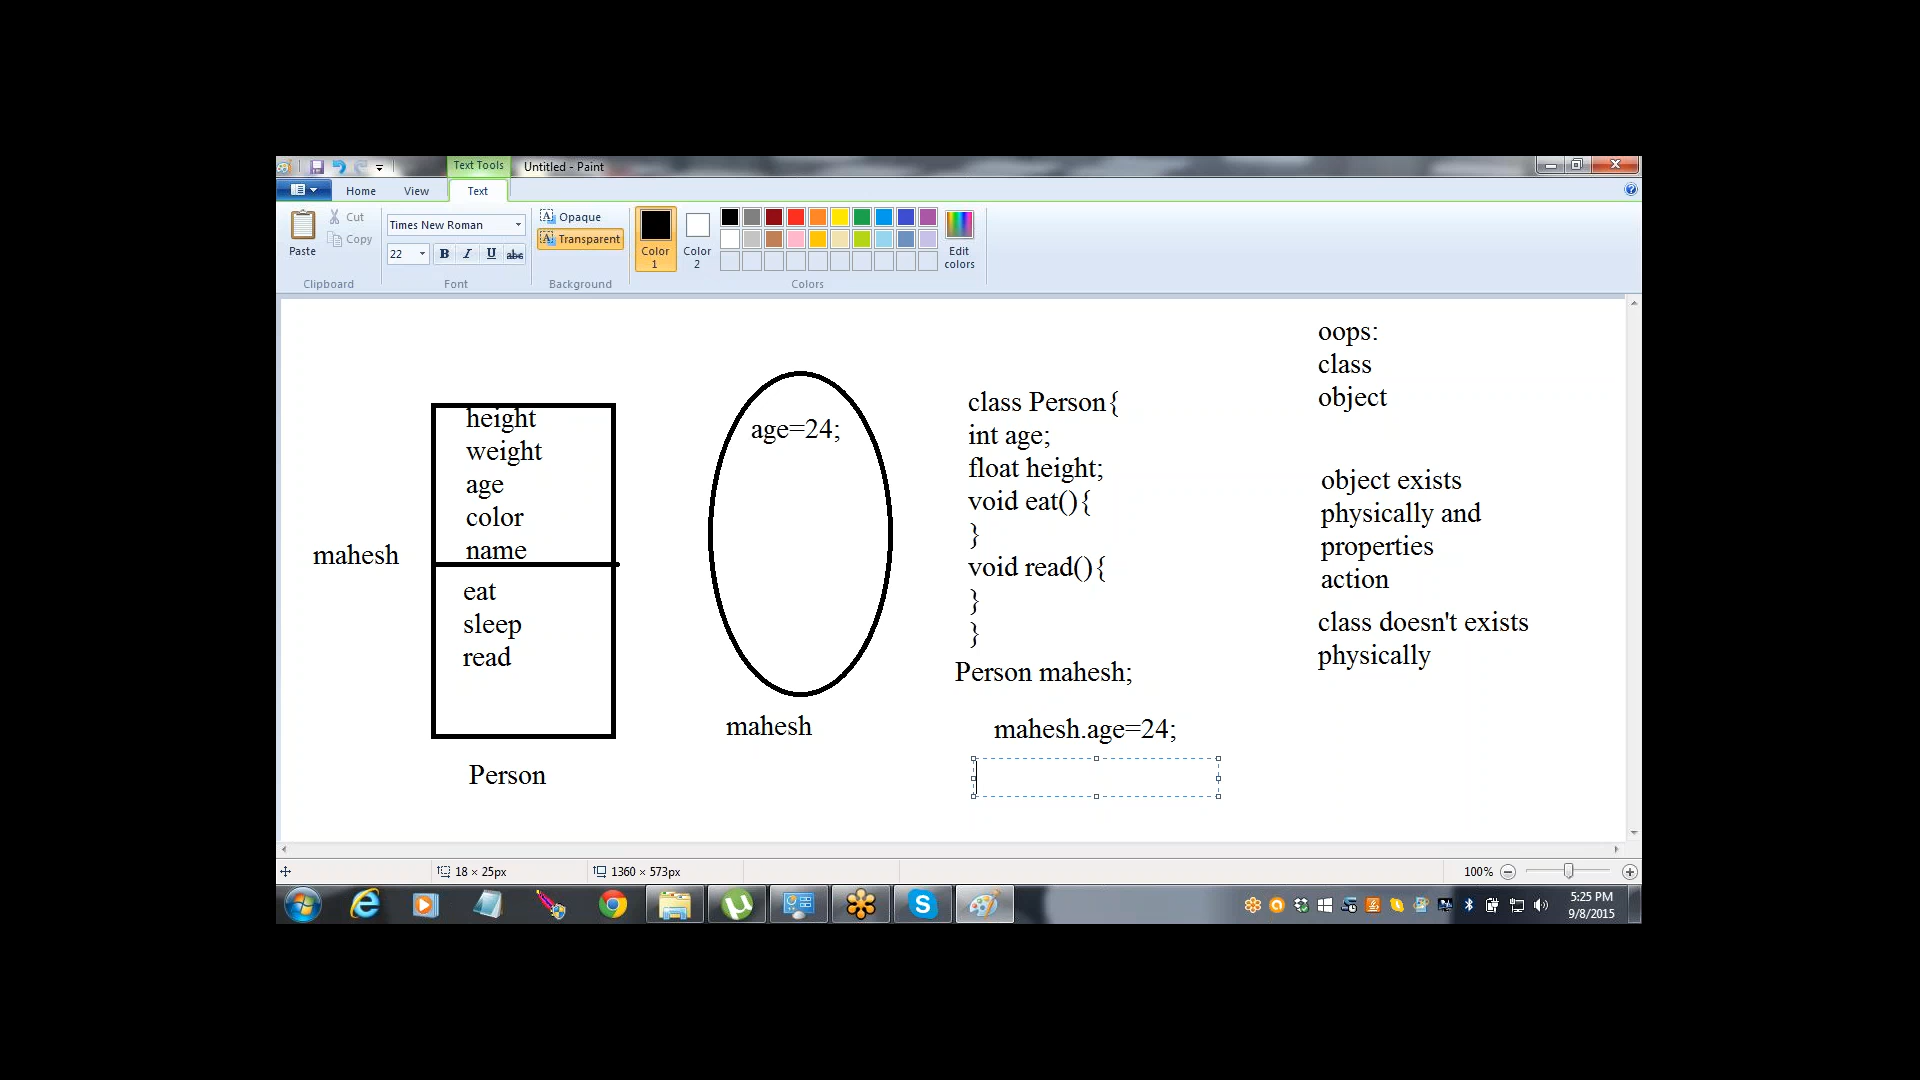 Text Tools
Untitled - Paint
Home
View
Text
Paste
Cut
Copy
Clipboard
Times New Roman
22
B I U abc
Font
Opaque
Transparent
Background
Color 1
Color 2
Edit colors
Colors
oops:
class
object
object exists
physically and
properties
action
class doesn't exists
physically
mahesh
height
weight
age
color
name
eat
sleep
read
Person
age=24;
mahesh
class Person{
int age;
float height;
void eat(){
}
void read(){
}
}
Person mahesh;
mahesh.age=24;
18 × 25px
1360 × 573px
100%
5:25 PM
9/8/2015